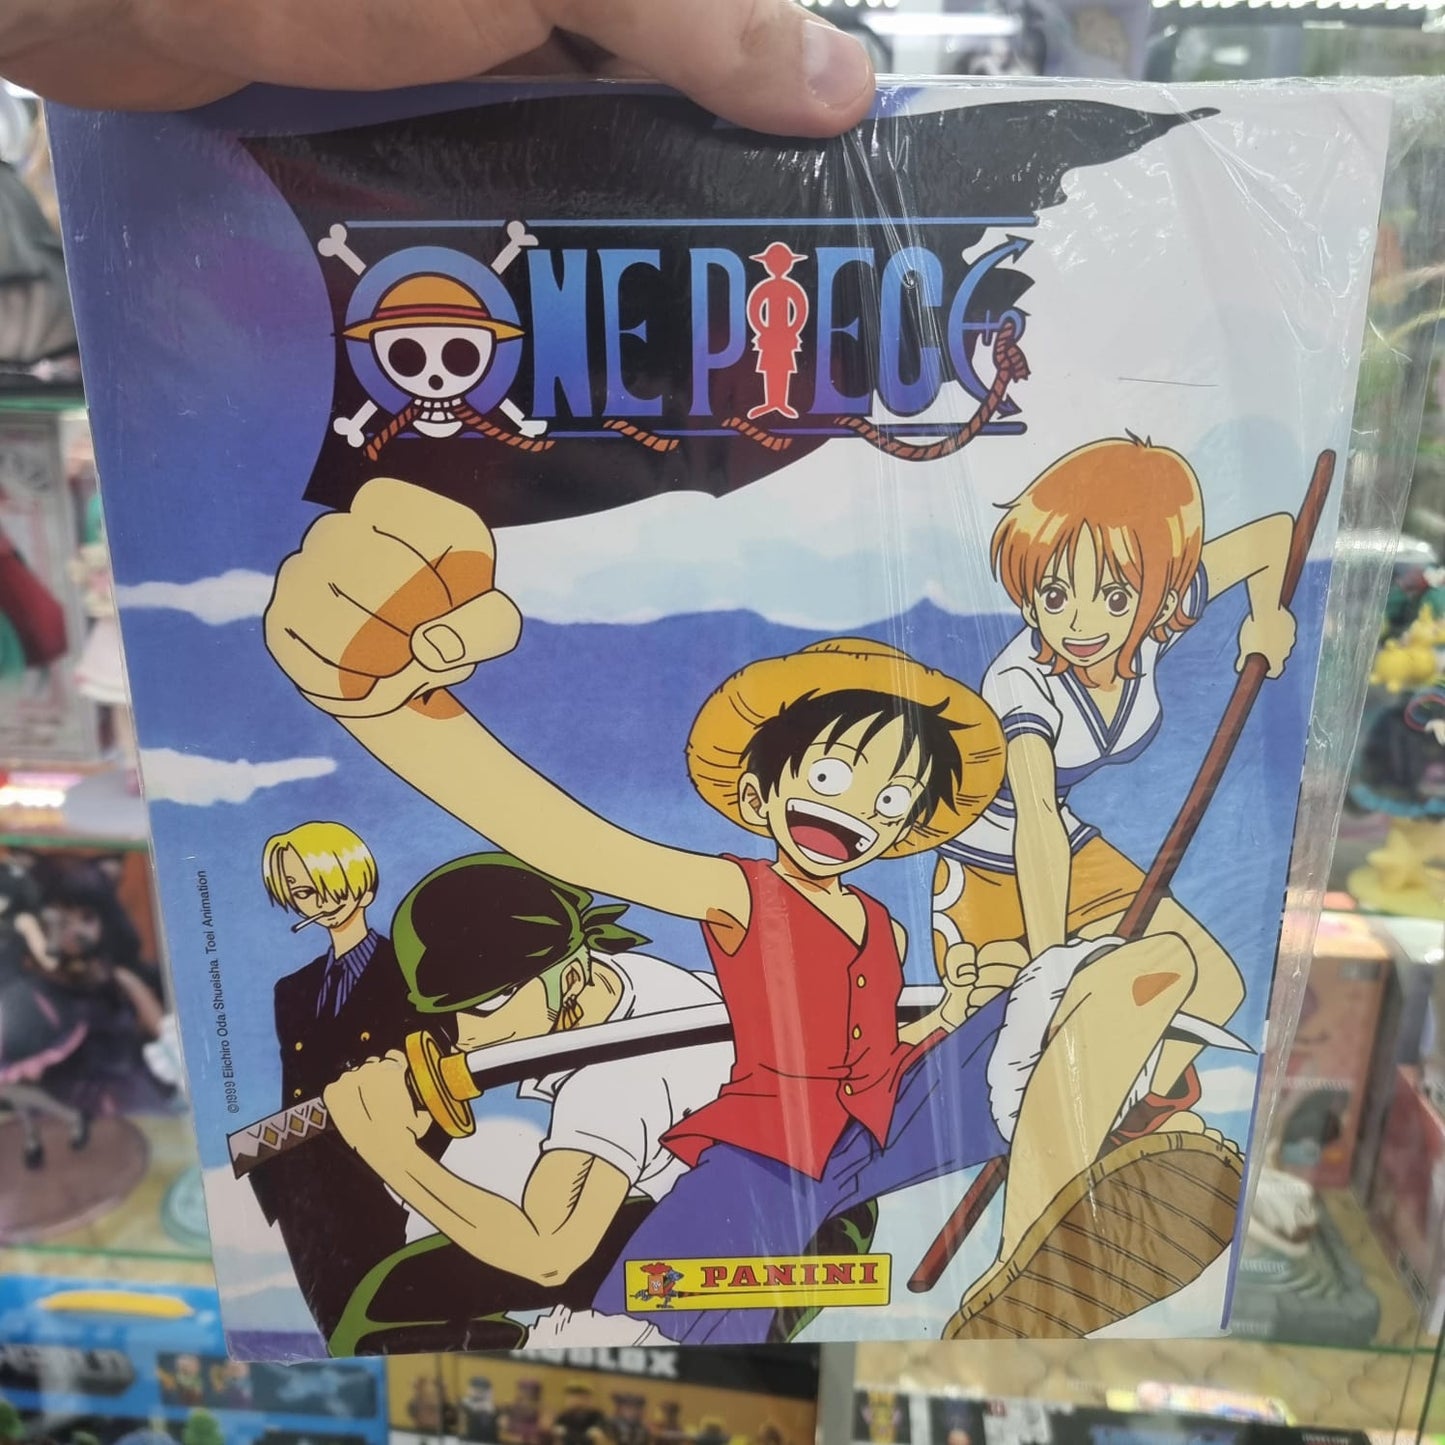 ONE PIECE
©1999 Eiichiro Oda Shueisha. Toei Animation
PANINI